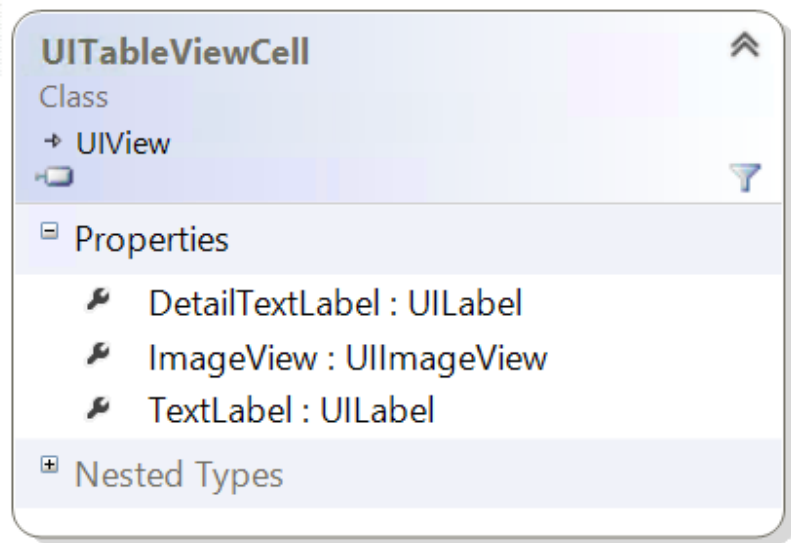 UITableViewCell
Class
UIView
Properties
DetailTextLabel : UILabel
ImageView : UIImageView
TextLabel : UILabel
Nested Types